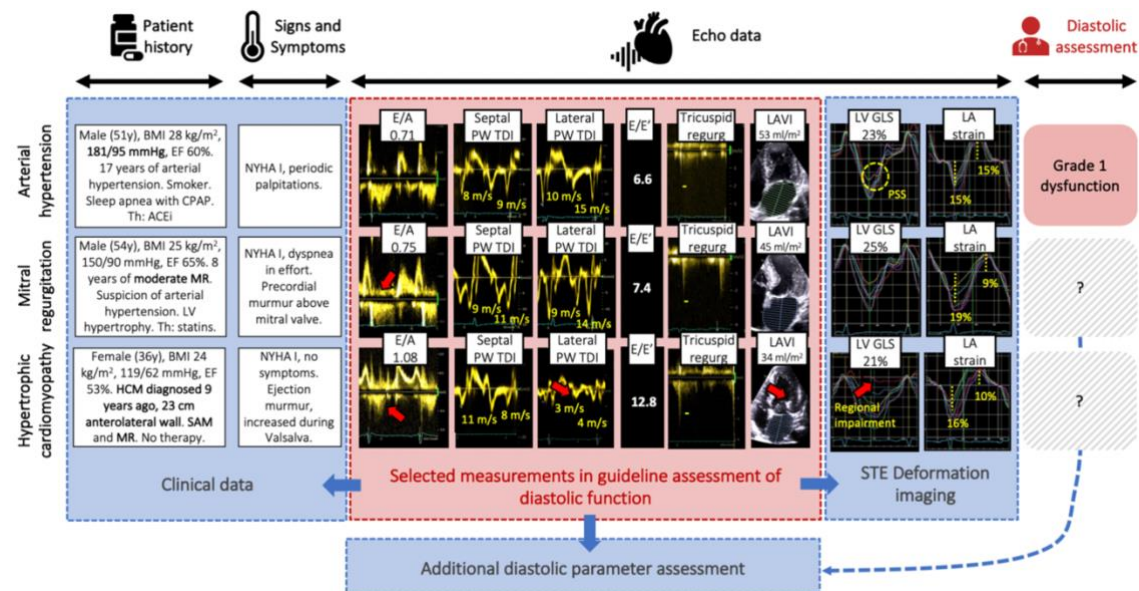 Patient
history
Signs and
Symptoms
Echo data
Diastolic
assessment
Arterial
hypertension
Male (51y), BMI 28 kg/m²,
181/95 mmHg, EF 60%.
17 years of arterial
hypertension. Smoker.
Sleep apnea with CPAP.
Th: ACEi
NYHA I, periodic
palpitations.
E/A
0.71
Septal
PW TDI
8 m/s
9 m/s
Lateral
PW TDI
10 m/s
15 m/s
E/E'
6.6
Tricuspid
regurg
LAVI
53 ml/m²
LV GLS
23%
PSS
LA
strain
15%
15%
Grade 1
dysfunction
Mitral
regurgitation
Male (54y), BMI 25 kg/m²,
150/90 mmHg, EF 65%. 8
years of moderate MR.
Suspicion of arterial
hypertension. LV
hypertrophy. Th: statins.
NYHA I, dyspnea
in effort.
Precordial
murmur above
mitral valve.
E/A
0.75
Septal
PW TDI
9 m/s
11 m/s
Lateral
PW TDI
9 m/s
14 m/s
E/E'
7.4
Tricuspid
regurg
LAVI
45 ml/m²
LV GLS
25%
LA
strain
19%
9%
?
Hypertrophic
cardiomyopathy
Female (36y), BMI 24
kg/m², 119/62 mmHg, EF
53%. HCM diagnosed 9
years ago, 23 cm
anterolateral wall. SAM
and MR. No therapy.
NYHA I, no
symptoms.
Ejection
murmur,
increased during
Valsalva.
E/A
1.08
Septal
PW TDI
11 m/s
8 m/s
Lateral
PW TDI
3 m/s
4 m/s
E/E'
12.8
Tricuspid
regurg
LAVI
34 ml/m²
LV GLS
21%
Regional
impairment
LA
strain
16%
10%
?
Clinical data
Selected measurements in guideline assessment of
diastolic function
STE Deformation
imaging
Additional diastolic parameter assessment